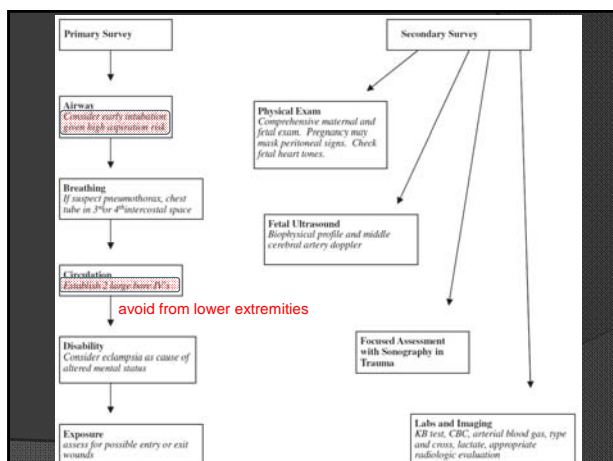 Primary Survey
Airway
Consider early intubation
given high aspiration risk
Breathing
If suspect pneumothorax, chest
tube in 3rd or 4th intercostal space
Circulation
Establish 2 large bore IV's
avoid from lower extremities
Disability
Consider eclampsia as cause of
altered mental status
Exposure
assess for possible entry or exit
wounds
Secondary Survey
Physical Exam
Comprehensive maternal and
fetal exam. Pregnancy may
mask peritoneal signs. Check
fetal heart tones.
Fetal Ultrasound
Biophysical profile and middle
cerebral artery doppler
Focused Assessment
with Sonography in
Trauma
Labs and Imaging
KB test, CBC, arterial blood gas, type
and cross, lactate, appropriate
radiologic evaluation